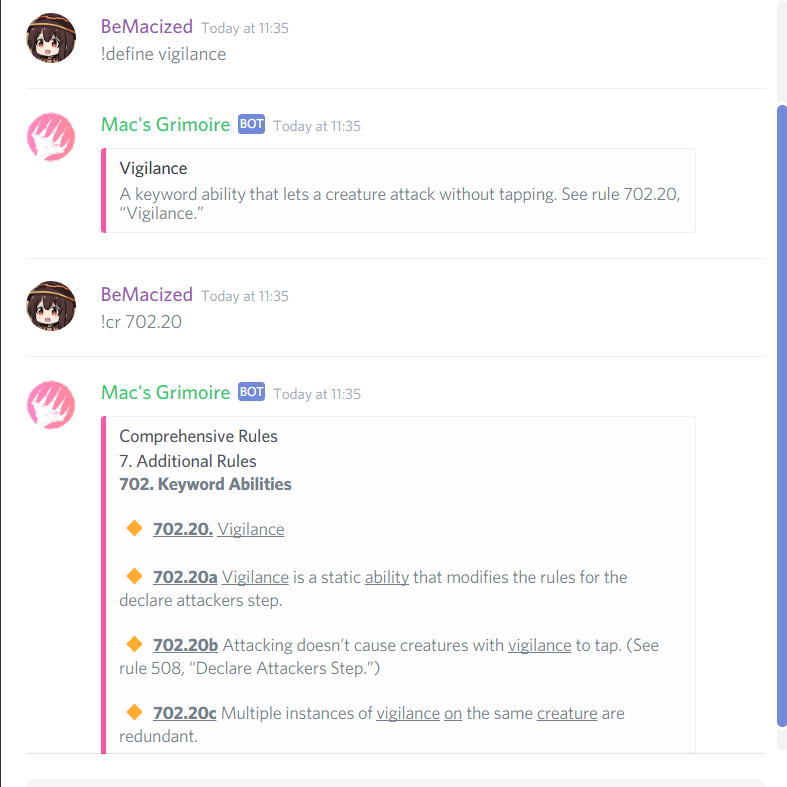 BeMacized Today at 11:35
!define vigilance
Mac's Grimoire BOT Today at 11:35
Vigilance
A keyword ability that lets a creature attack without tapping. See rule 702.20,
“Vigilance.”
BeMacized Today at 11:35
!cr 702.20
Mac's Grimoire BOT Today at 11:35
Comprehensive Rules
7. Additional Rules
702. Keyword Abilities
702.20. Vigilance
702.20a Vigilance is a static ability that modifies the rules for the
declare attackers step.
702.20b Attacking doesn’t cause creatures with vigilance to tap. (See
rule 508, “Declare Attackers Step.”)
702.20c Multiple instances of vigilance on the same creature are
redundant.